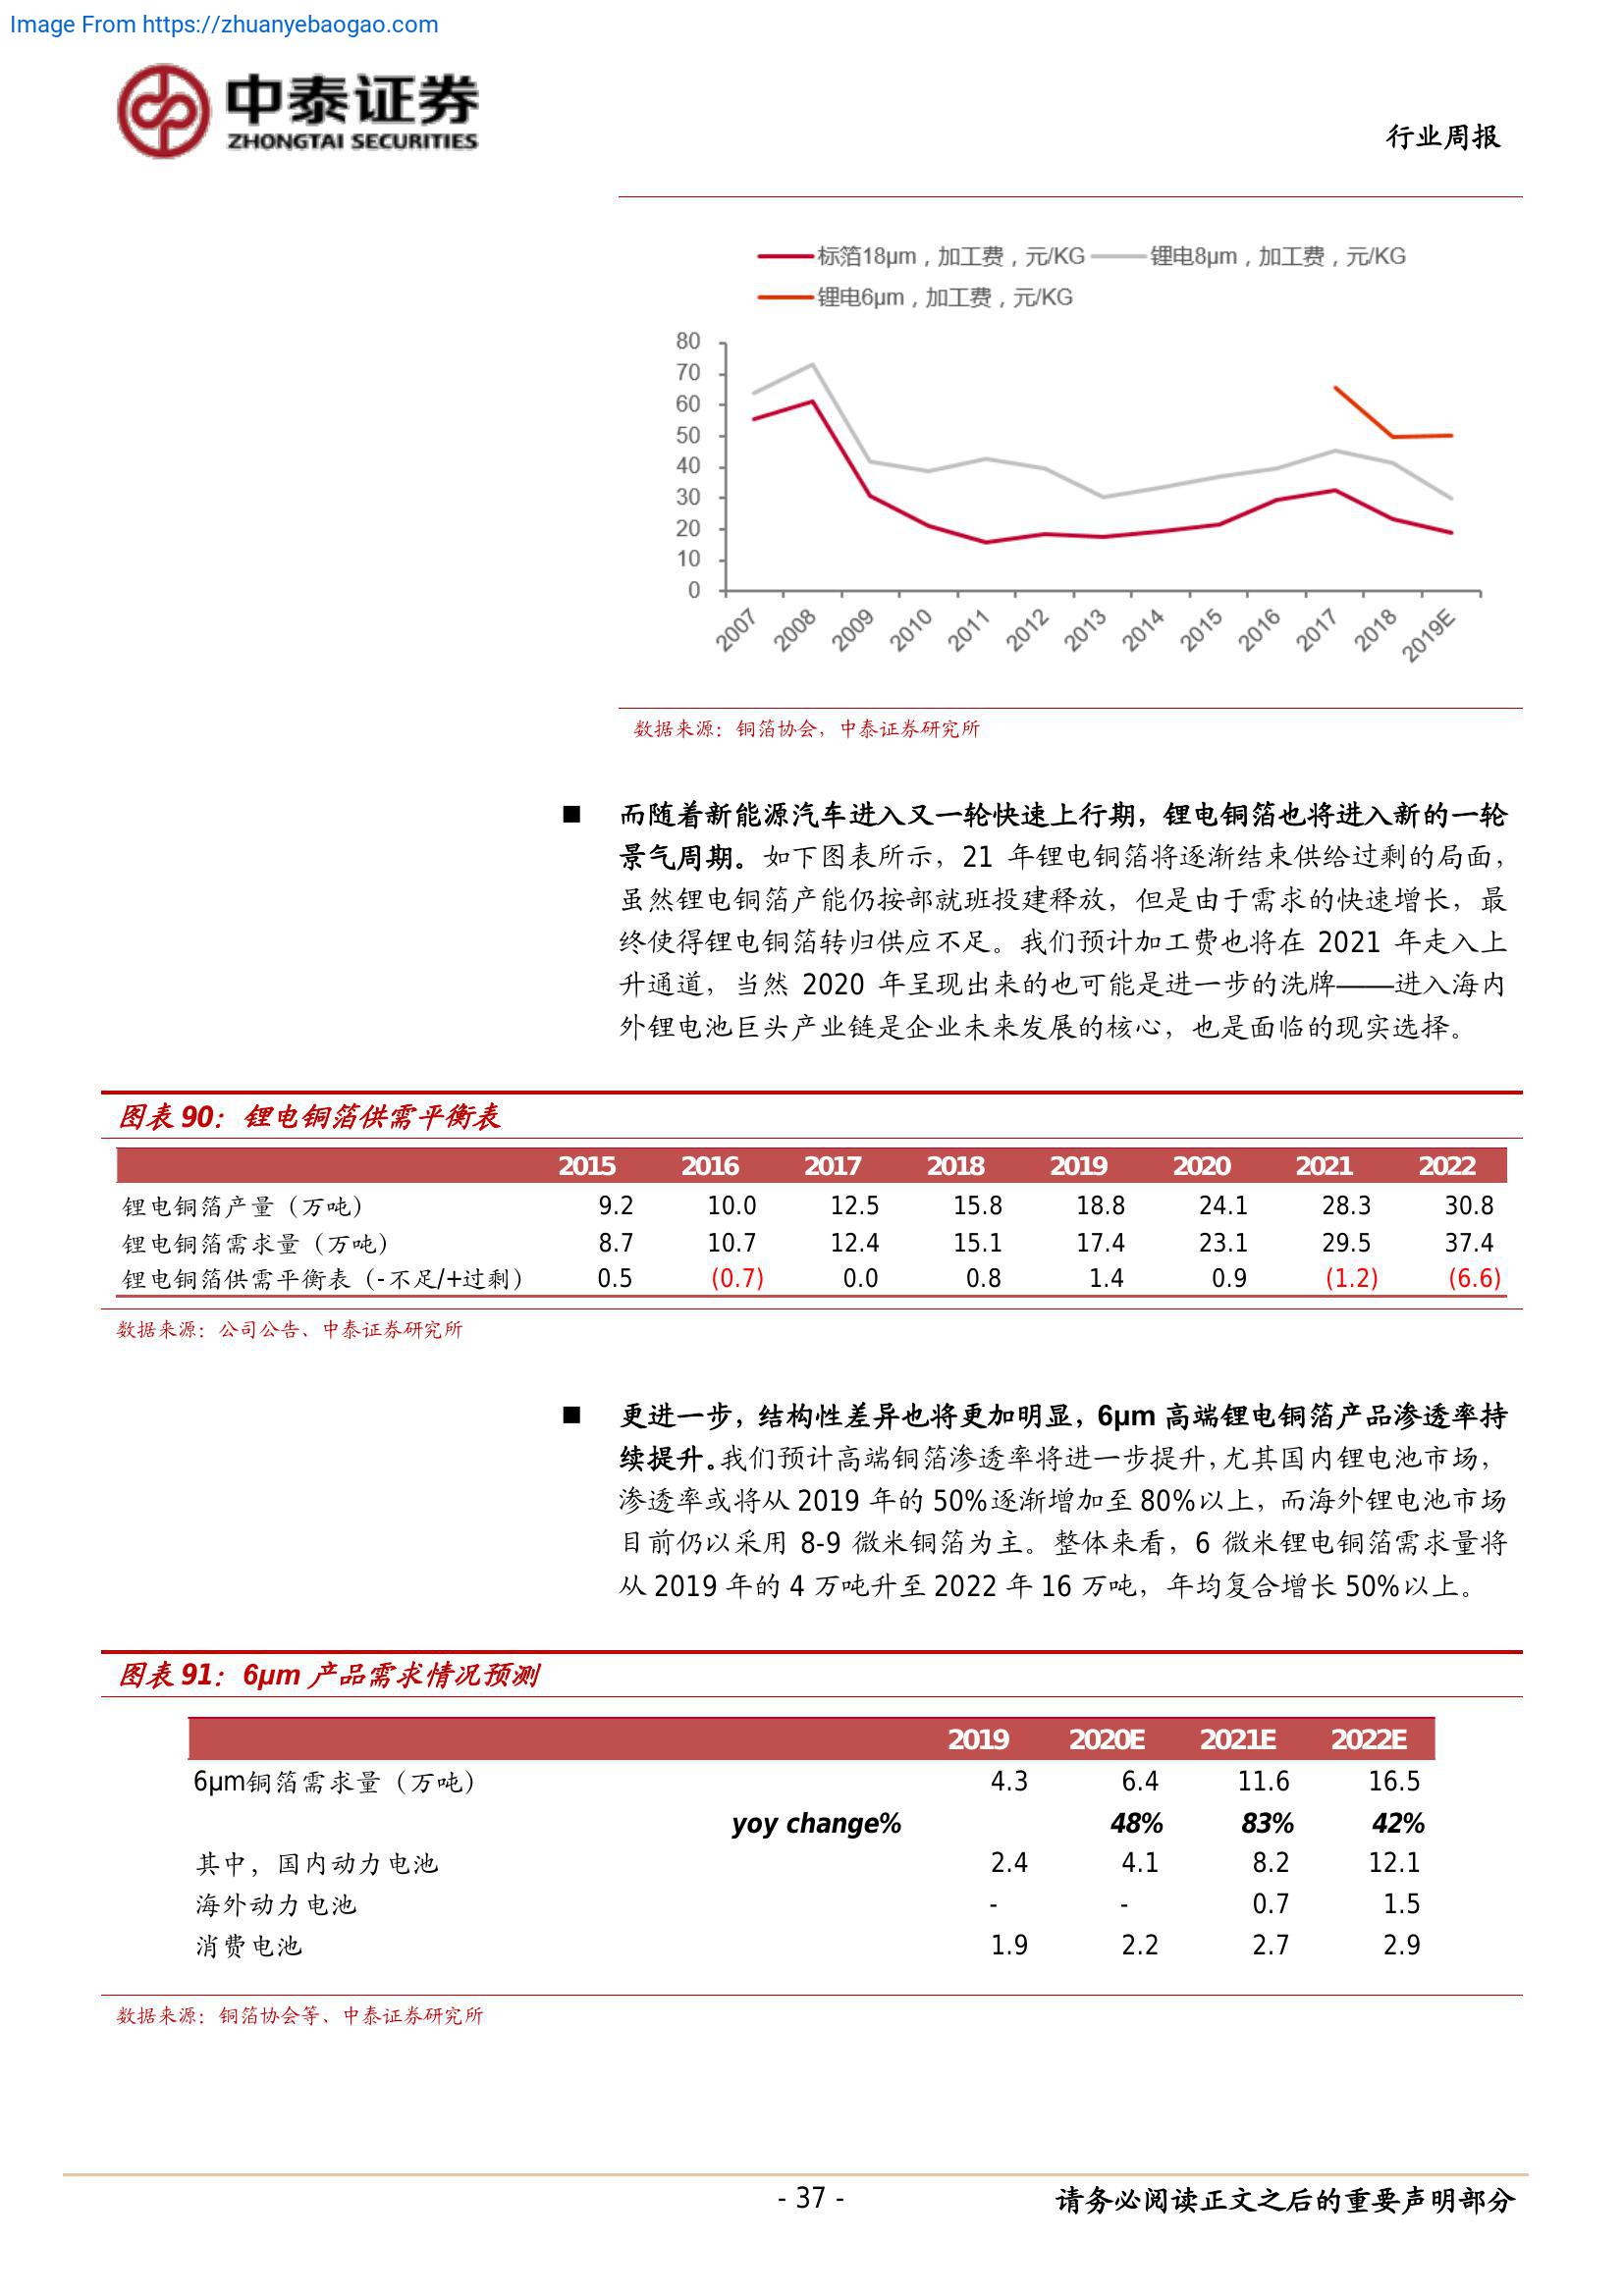 Image From https://zhuanyebaogao.com
中泰证券
ZHONGTAI SECURITIES
行业周报
标箔18μm，加工费，元/KG 锂电8μm，加工费，元/KG
锂电6μm，加工费，元/KG
80
70
60
50
40
30
20
10
0
2007 2008 2009 2010 2011 2012 2013 2014 2015 2016 2017 2018 2019E
数据来源：铜箔协会，中泰证券研究所
■ 而随着新能源汽车进入又一轮快速上行期，锂电铜箔也将进入新的一轮
景气周期。如下图表所示，21 年锂电铜箔将逐渐结束供给过剩的局面，
虽然锂电铜箔产能仍按部就班投建释放，但是由于需求的快速增长，最
终使得锂电铜箔转归供应不足。我们预计加工费也将在 2021 年走入上
升通道，当然 2020 年呈现出来的也可能是进一步的洗牌——进入海内
外锂电池巨头产业链是企业未来发展的核心，也是面临的现实选择。
图表 90：锂电铜箔供需平衡表
2015 2016 2017 2018 2019 2020 2021 2022
锂电铜箔产量（万吨） 9.2 10.0 12.5 15.8 18.8 24.1 28.3 30.8
锂电铜箔需求量（万吨） 8.7 10.7 12.4 15.1 17.4 23.1 29.5 37.4
锂电铜箔供需平衡表（-不足/+过剩） 0.5 (0.7) 0.0 0.8 1.4 0.9 (1.2) (6.6)
数据来源：公司公告、中泰证券研究所
■ 更进一步，结构性差异也将更加明显，6μm 高端锂电铜箔产品渗透率持
续提升。我们预计高端铜箔渗透率将进一步提升，尤其国内锂电池市场，
渗透率或将从 2019 年的 50%逐渐增加至 80%以上，而海外锂电池市场
目前仍以采用 8-9 微米铜箔为主。整体来看，6 微米锂电铜箔需求量将
从 2019 年的 4 万吨升至 2022 年 16 万吨，年均复合增长 50%以上。
图表 91：6μm 产品需求情况预测
2019 2020E 2021E 2022E
6μm铜箔需求量（万吨） 4.3 6.4 11.6 16.5
yoy change% 48% 83% 42%
其中，国内动力电池 2.4 4.1 8.2 12.1
海外动力电池 - - 0.7 1.5
消费电池 1.9 2.2 2.7 2.9
数据来源：铜箔协会等、中泰证券研究所
- 37 - 请务必阅读正文之后的重要声明部分